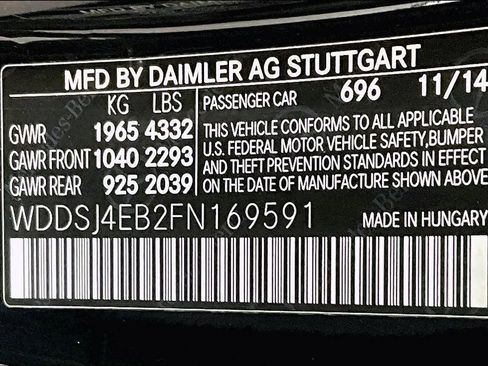 MFD BY DAIMLER AG STUTTGART
KG LBS
PASSENGER CAR 696 11/14
GVWR 1965 4332
GAWR FRONT 1040 2293
GAWR REAR 925 2039
THIS VEHICLE CONFORMS TO ALL APPLICABLE
U.S. FEDERAL MOTOR VEHICLE SAFETY, BUMPER
AND THEFT PREVENTION STANDARDS IN EFFECT
ON THE DATE OF MANUFACTURE SHOWN ABOVE
WDDSJ4EB2FN169591
MADE IN HUNGARY